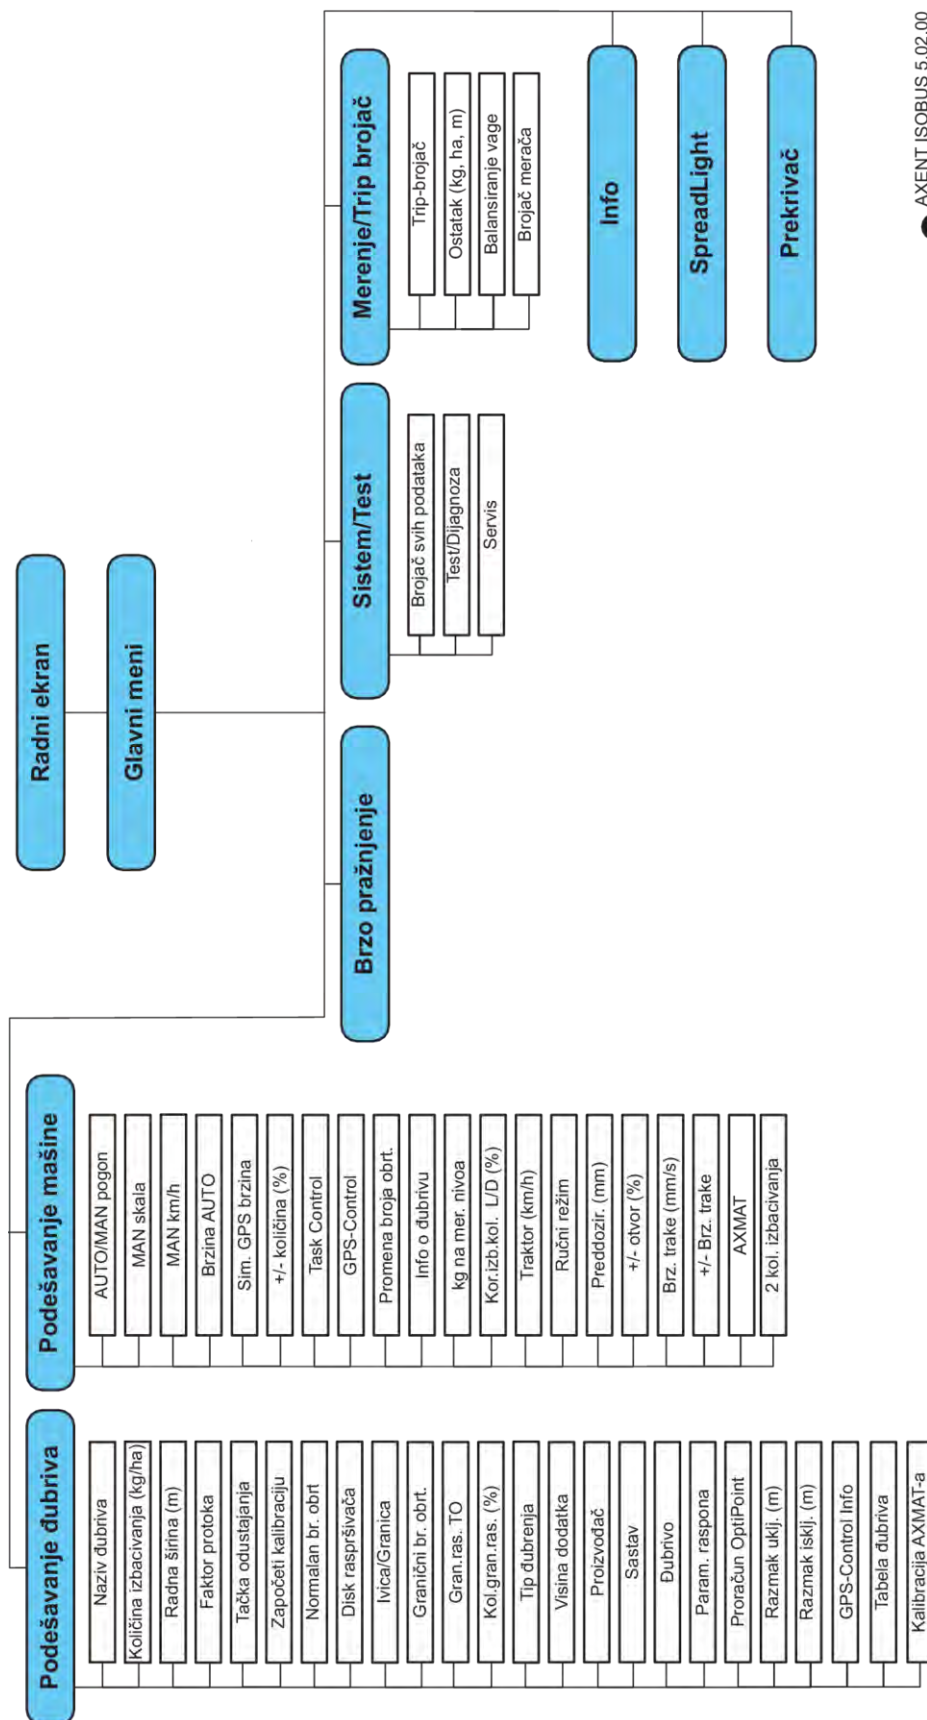 Radni ekran
Glavni meni
Podešavanje đubriva
Naziv đubriva
Količina izbacivanja (kg/ha)
Radna širina (m)
Faktor protoka
Tačka odustajanja
Započeti kalibraciju
Normalan br. obrt
Disk raspršivača
Ivica/Granica
Granični br. obrt.
Gran.ras. TO
Kol.gran.ras. (%)
Tip đubrenja
Visina dodatka
Proizvođač
Sastav
Đubrivo
Param. raspona
Proračun OptiPoint
Razmak uklj. (m)
Razmak isklj. (m)
GPS-Control Info
Tabela đubriva
Kalibracija AXMAT-a
Podešavanje mašine
AUTO/MAN pogon
MAN skala
MAN km/h
Brzina AUTO
Sim. GPS brzina
+/- količina (%)
Task Control
GPS-Control
Promena broja obrt.
Info o đubrivu
kg na mer. nivoa
Kor.izb.kol. L/D (%)
Traktor (km/h)
Ručni režim
Preddozir. (mm)
+/- otvor (%)
Brz. trake (mm/s)
+/- Brz. trake
AXMAT
2 kol. izbacivanja
Brzo pražnjenje
Sistem/Test
Brojač svih podataka
Test/Dijagnoza
Servis
Merenje/Trip brojač
Trip-brojač
Ostatak (kg, ha, m)
Balansiranje vage
Brojač merača
Info
SpreadLight
Prekrivač
AXENT ISOBUS 5.02.00